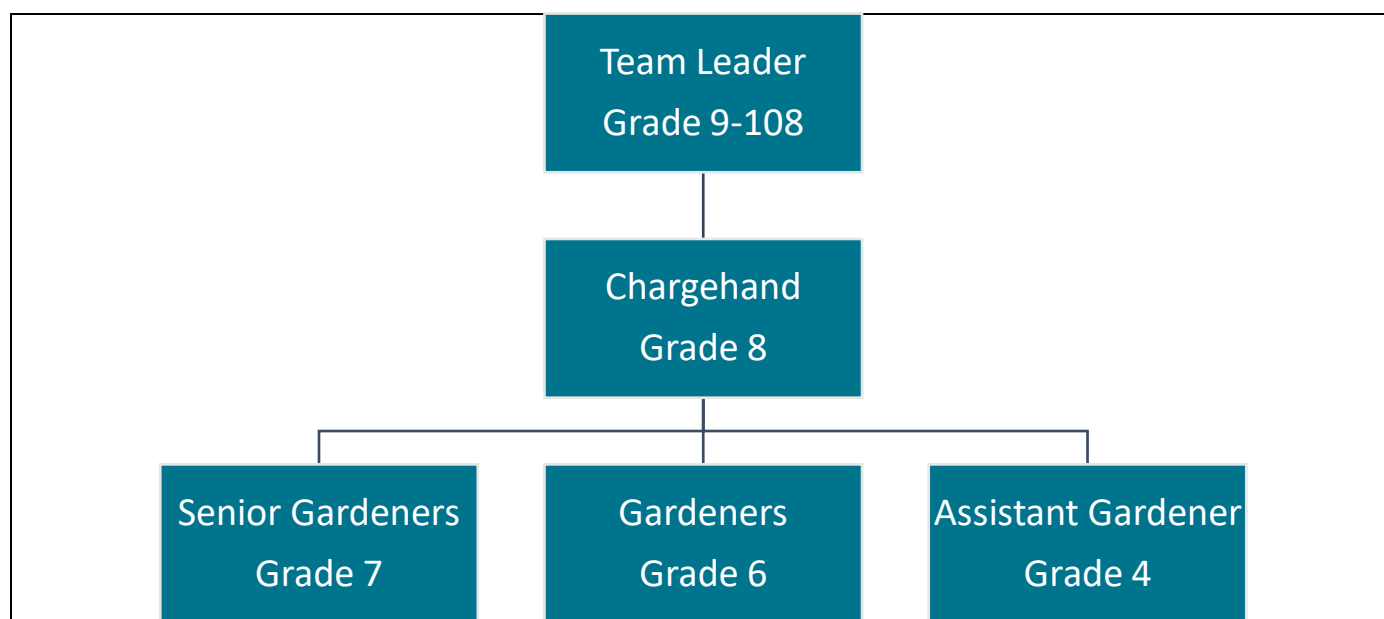 Team Leader
Grade 9-108
Chargehand
Grade 8
Senior Gardeners
Grade 7
Gardeners
Grade 6
Assistant Gardener
Grade 4